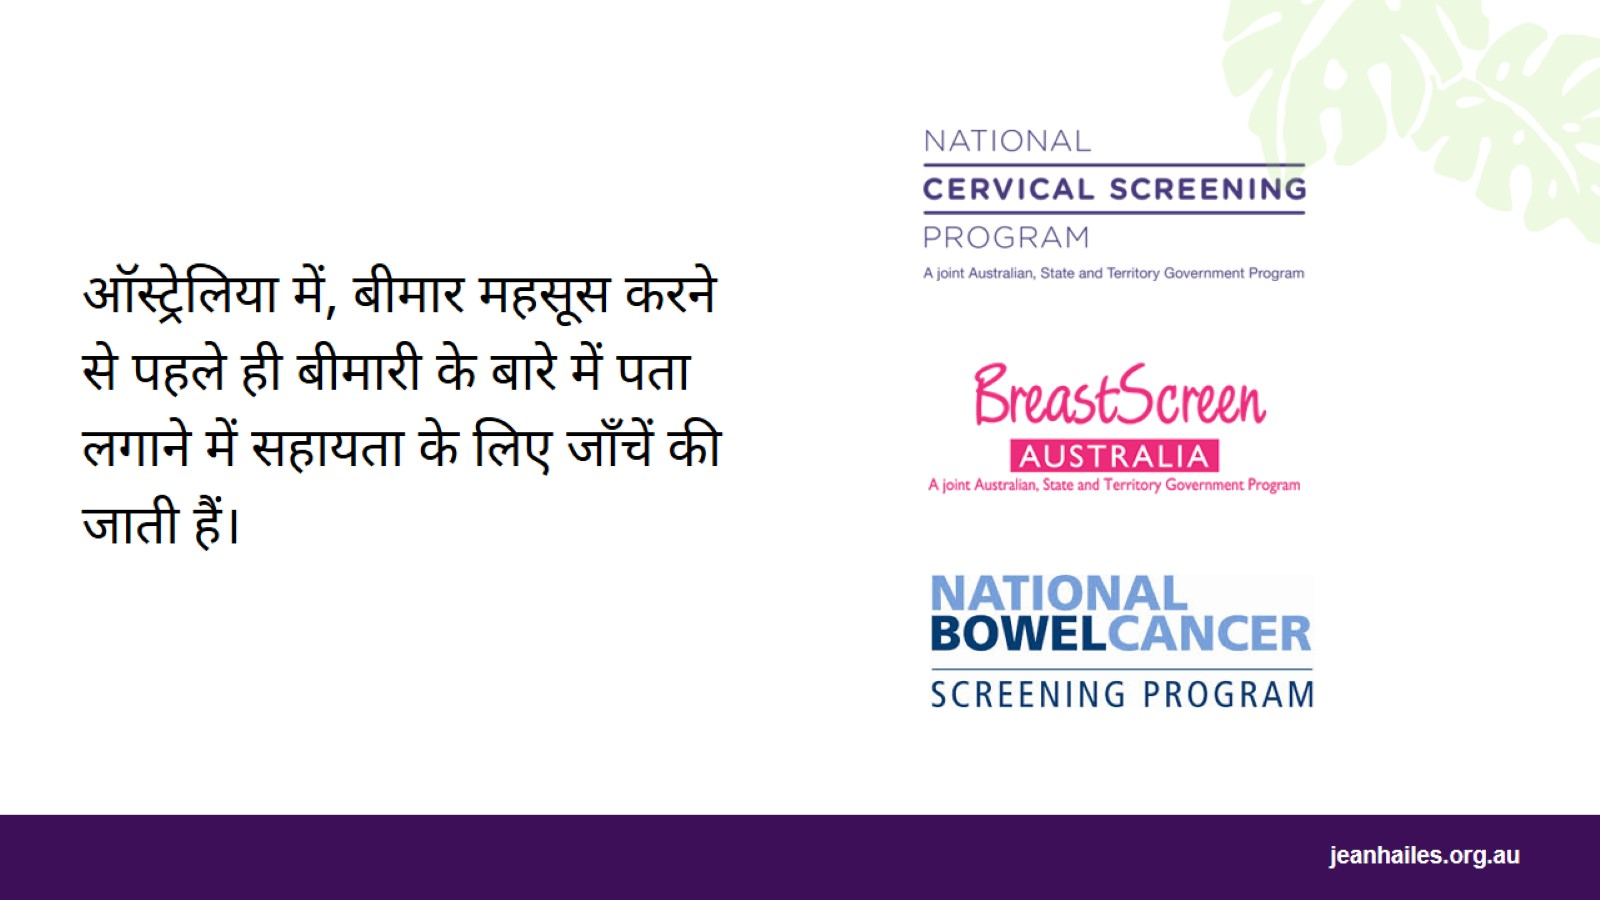 ऑस्ट्रेलिया में, बीमार महसूस करने
से पहले ही बीमारी के बारे में पता
लगाने में सहायता के लिए जाँचें की
जाती हैं।
NATIONAL
CERVICAL SCREENING
PROGRAM
A joint Australian, State and Territory Government Program
BreastScreen
AUSTRALIA
A joint Australian, State and Territory Government Program
NATIONAL
BOWELCANCER
SCREENING PROGRAM
jeanhailes.org.au